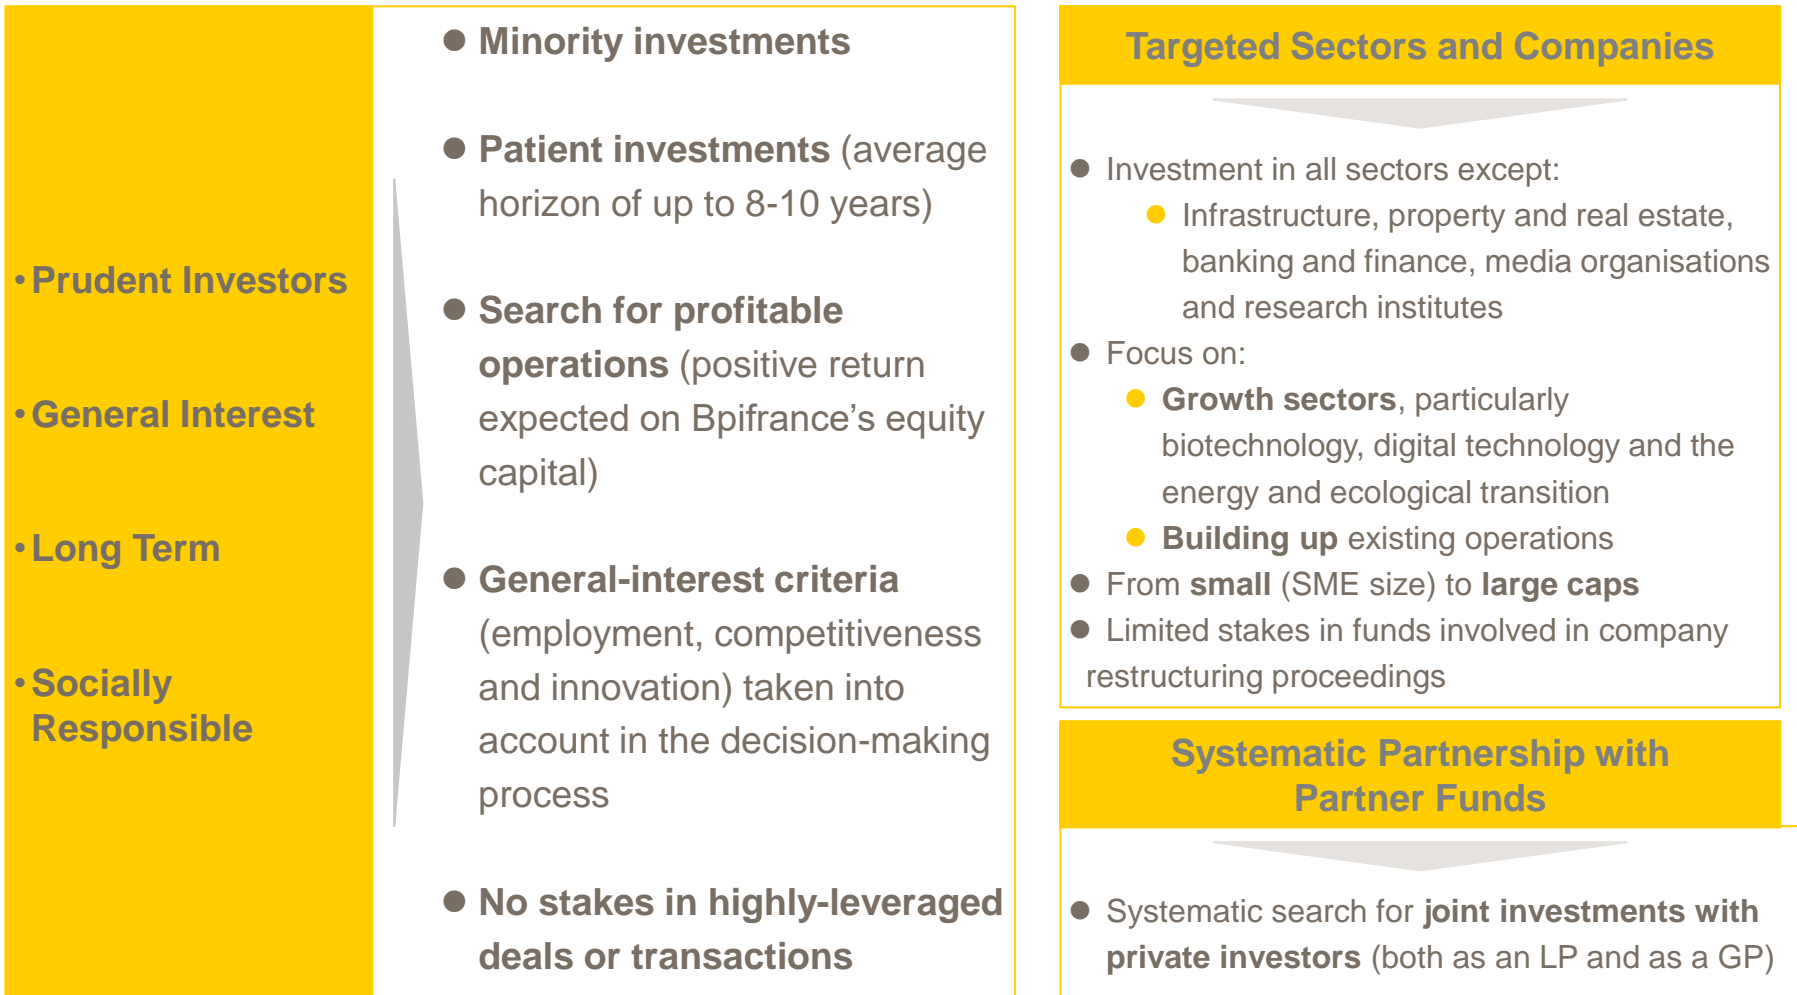 • Prudent Investors
• General Interest
• Long Term
• Socially
Responsible
● Minority investments
● Patient investments (average
horizon of up to 8-10 years)
● Search for profitable
operations (positive return
expected on Bpifrance’s equity
capital)
● General-interest criteria
(employment, competitiveness
and innovation) taken into
account in the decision-making
process
● No stakes in highly-leveraged
deals or transactions
Targeted Sectors and Companies
● Investment in all sectors except:
● Infrastructure, property and real estate,
banking and finance, media organisations
and research institutes
● Focus on:
● Growth sectors, particularly
biotechnology, digital technology and the
energy and ecological transition
● Building up existing operations
● From small (SME size) to large caps
● Limited stakes in funds involved in company
restructuring proceedings
Systematic Partnership with
Partner Funds
● Systematic search for joint investments with
private investors (both as an LP and as a GP)